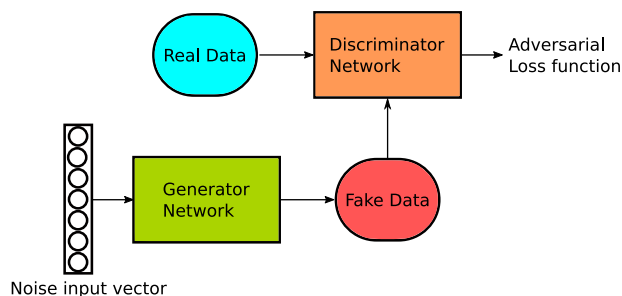 Real Data
Discriminator
Network
Adversarial
Loss function
Generator
Network
Fake Data
Noise input vector